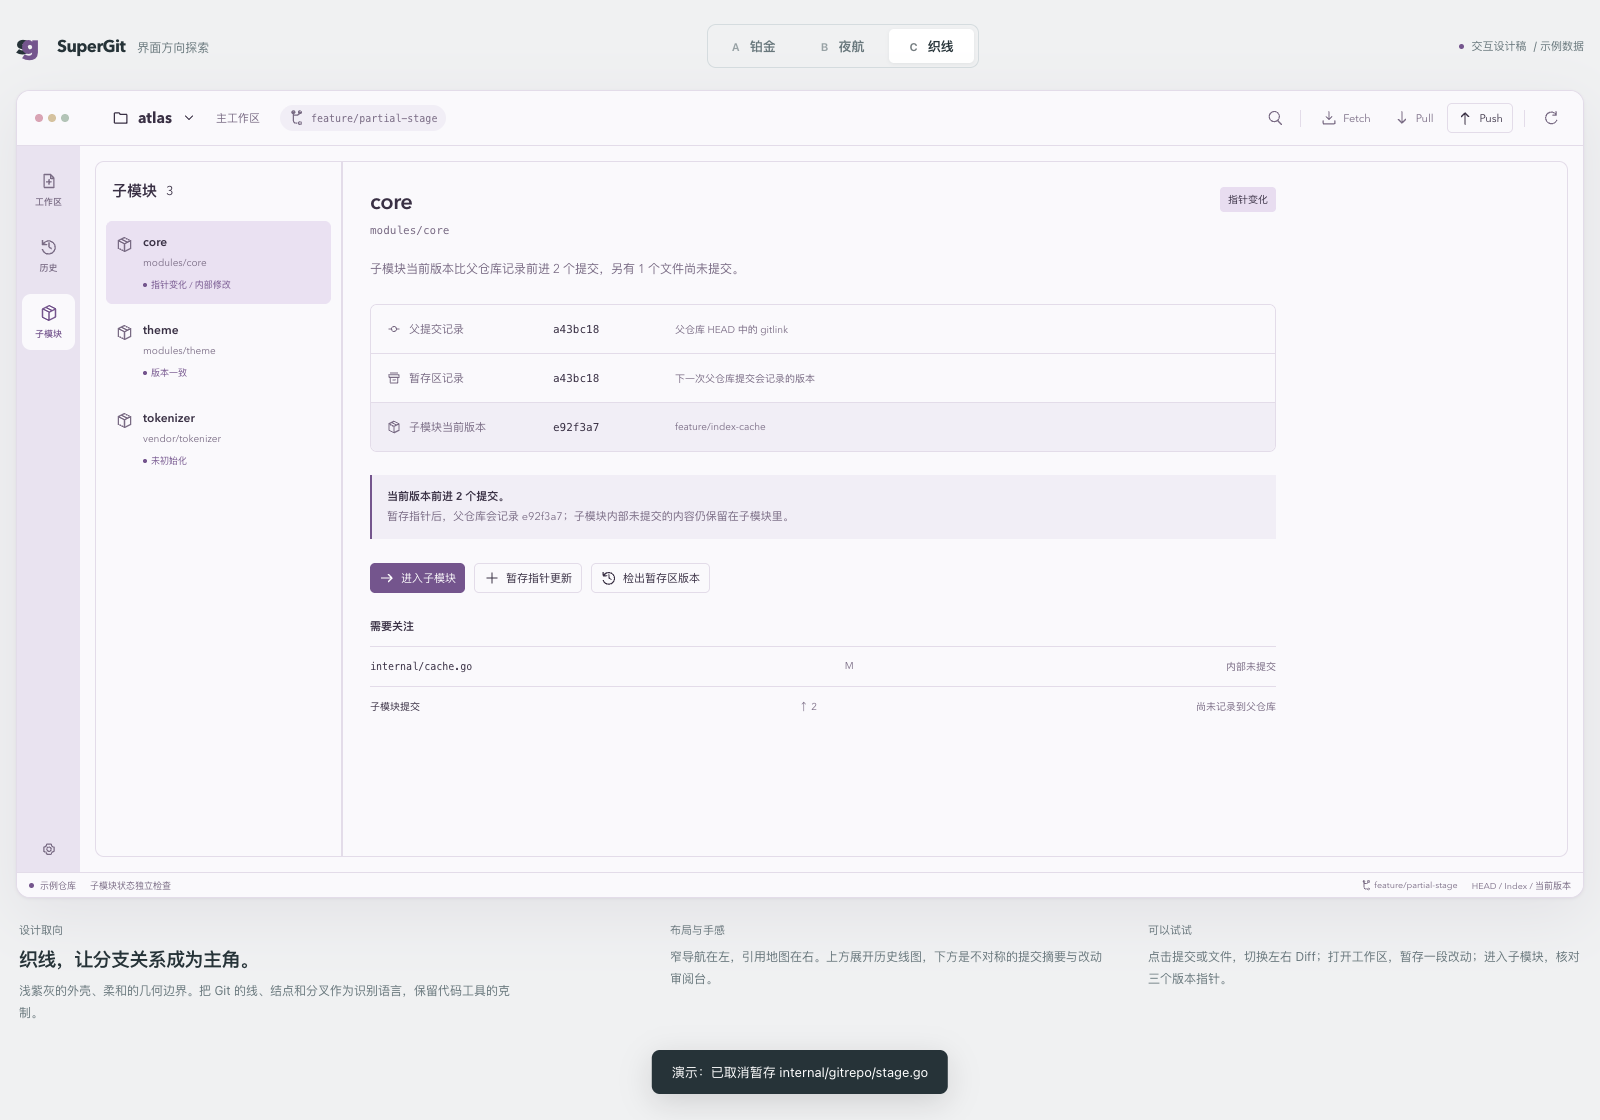 SuperGit 界面方向探索
A 铂金 B 夜航 C 织线
交互设计稿 / 示例数据
atlas 主工作区 feature/partial-stage
Fetch Pull Push
工作区
历史
子模块
子模块 3
core
modules/core
指针变化 / 内部修改
theme
modules/theme
版本一致
tokenizer
vendor/tokenizer
未初始化
core
指针变化
modules/core
子模块当前版本比父仓库记录前进 2 个提交，另有 1 个文件尚未提交。
父提交记录 a43bc18 父仓库 HEAD 中的 gitlink
暂存区记录 a43bc18 下一次父仓库提交会记录的版本
子模块当前版本 e92f3a7 feature/index-cache
当前版本前进 2 个提交。
暂存指针后，父仓库会记录 e92f3a7；子模块内部未提交的内容仍保留在子模块里。
进入子模块 暂存指针更新 检出暂存区版本
需要关注
internal/cache.go M 内部未提交
子模块提交 ↑ 2 尚未记录到父仓库
示例仓库 子模块状态独立检查
feature/partial-stage HEAD / Index / 当前版本
设计取向
织线，让分支关系成为主角。
浅紫灰的外壳、柔和的几何边界。把 Git 的线、结点和分叉作为识别语言，保留代码工具的克
制。
布局与手感
窄导航在左，引用地图在右。上方展开历史线图，下方是不对称的提交摘要与改动
审阅台。
可以试试
点击提交或文件，切换左右 Diff；打开工作区，暂存一段改动；进入子模块，核对
三个版本指针。
演示：已取消暂存 internal/gitrepo/stage.go